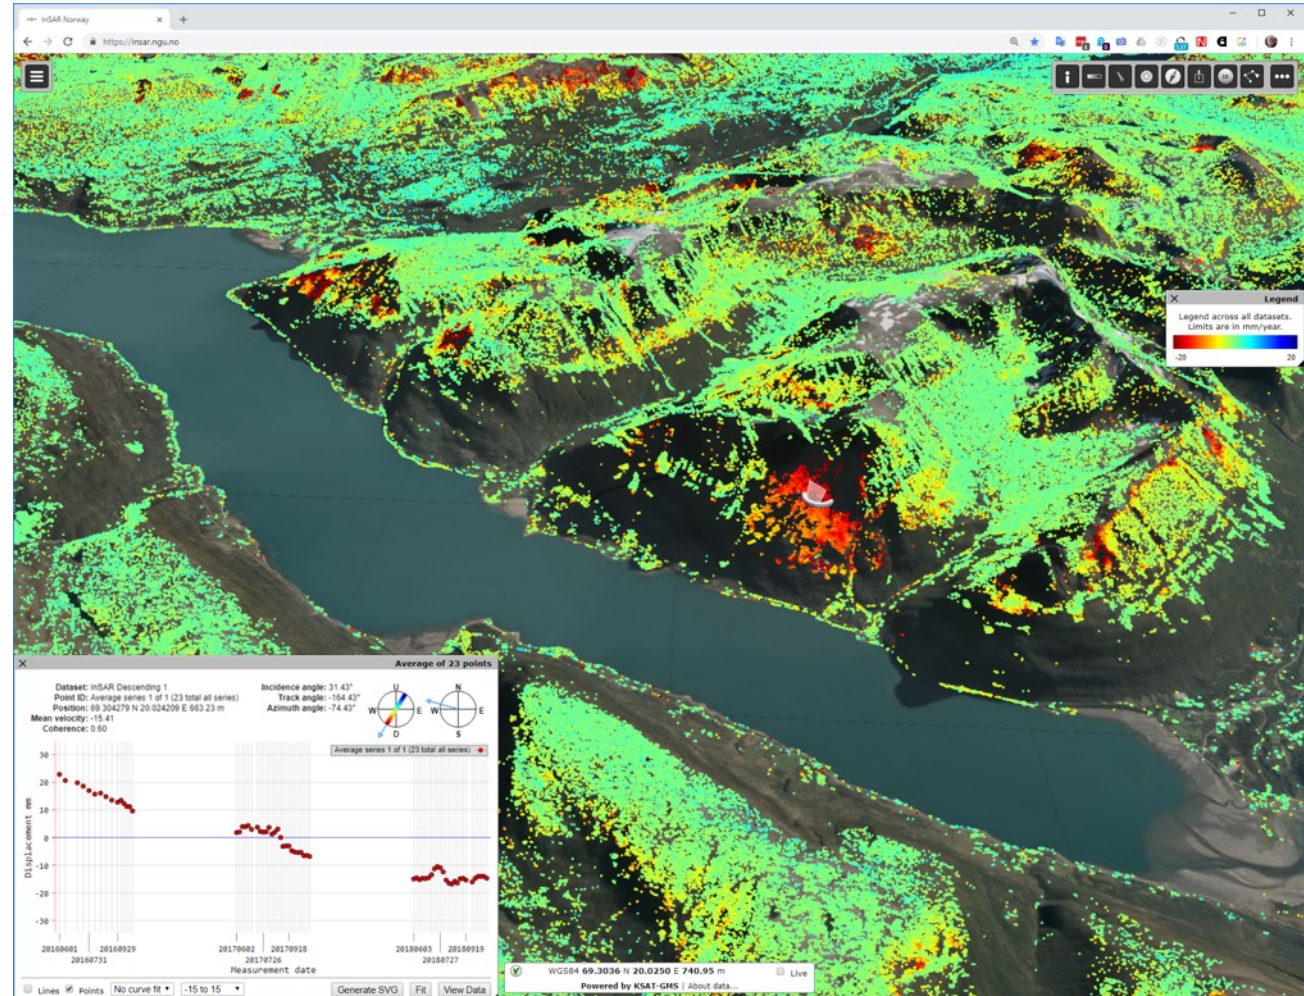 InSAR Norway
https://insar.ngu.no
Legend
Legend across all datasets.
Limits are in mm/year.
-20 20
Average of 23 points
Dataset: InSAR Descending 1
Point ID: Average series 1 of 1 (23 total all series)
Position: 69.304279 N 20.024209 E 663.23 m
Mean velocity: -15.41
Coherence: 0.60
Incidence angle: 31.43°
Track angle: -164.43°
Azimuth angle: -74.43°
U
W E
D
N
W E
S
Average series 1 of 1 (23 total all series)
30
20
10
0
-10
-20
-30
Displacement mm
20160601 20160929 20170602 20170918 20180603 20180919
20160731 20170726 20180727
Measurement date
Lines Points No curve fit -15 to 15 Generate SVG Fit View Data
WGS84 69.3036 N 20.0250 E 740.95 m Live
Powered by KSAT-GMS | About data...